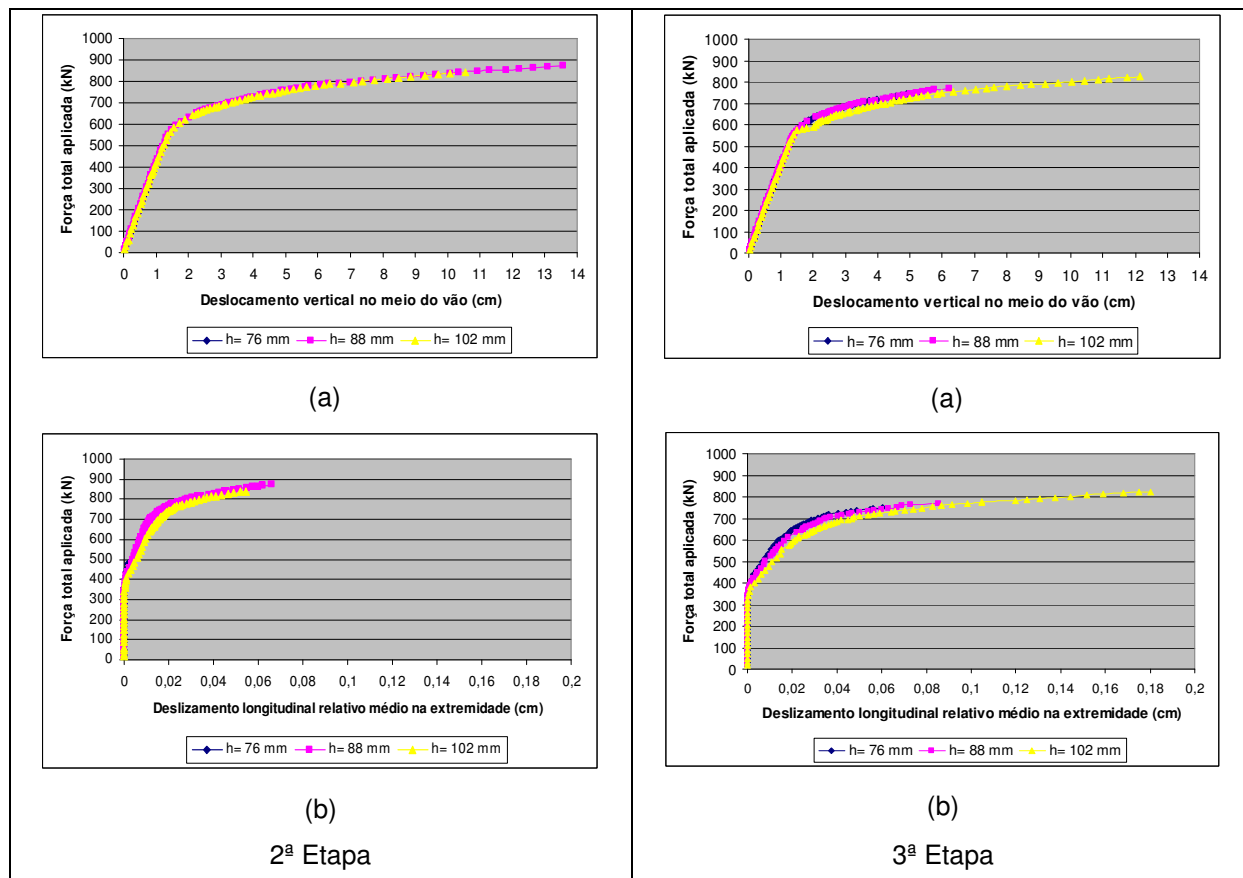 Força total aplicada (kN)
1000
900
800
700
600
500
400
300
200
100
0
0 1 2 3 4 5 6 7 8 9 10 11 12 13 14
Deslocamento vertical no meio do vão (cm)
h= 76 mm h= 88 mm h= 102 mm
(a)
Força total aplicada (kN)
1000
900
800
700
600
500
400
300
200
100
0
0 0,02 0,04 0,06 0,08 0,1 0,12 0,14 0,16 0,18 0,2
Deslizamento longitudinal relativo médio na extremidade (cm)
h= 76 mm h= 88 mm h= 102 mm
(b)
2ª Etapa
Força total aplicada (kN)
1000
900
800
700
600
500
400
300
200
100
0
0 1 2 3 4 5 6 7 8 9 10 11 12 13 14
Deslocamento vertical no meio do vão (cm)
h= 76 mm h= 88 mm h= 102 mm
(a)
Força total aplicada (kN)
1000
900
800
700
600
500
400
300
200
100
0
0 0,02 0,04 0,06 0,08 0,1 0,12 0,14 0,16 0,18 0,2
Deslizamento longitudinal relativo médio na extremidade (cm)
h= 76 mm h= 88 mm h= 102 mm
(b)
3ª Etapa